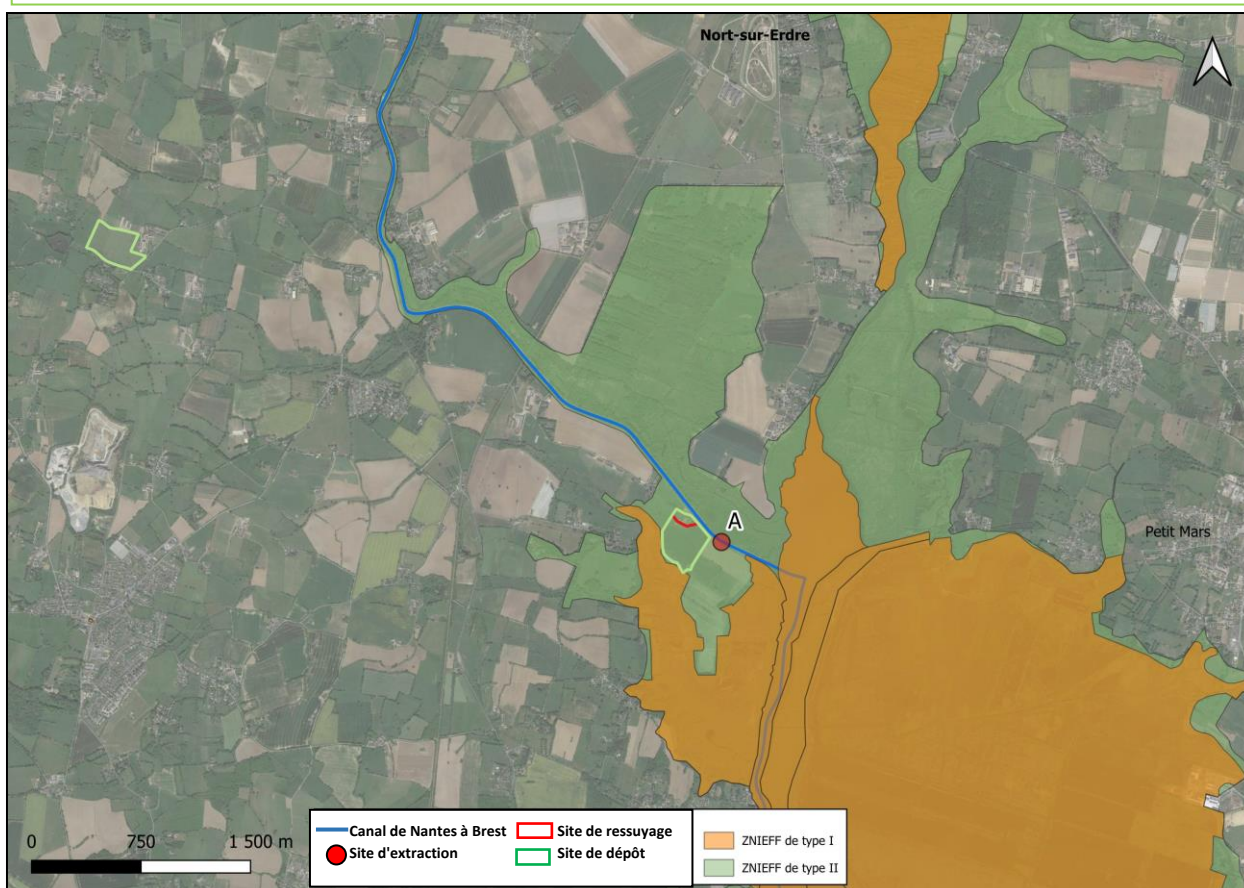 Nort-sur-Erdre
A
Petit Mars
0 750 1 500 m
Canal de Nantes à Brest
Site de ressuyage
Site d'extraction
Site de dépôt
ZNIEFF de type I
ZNIEFF de type II